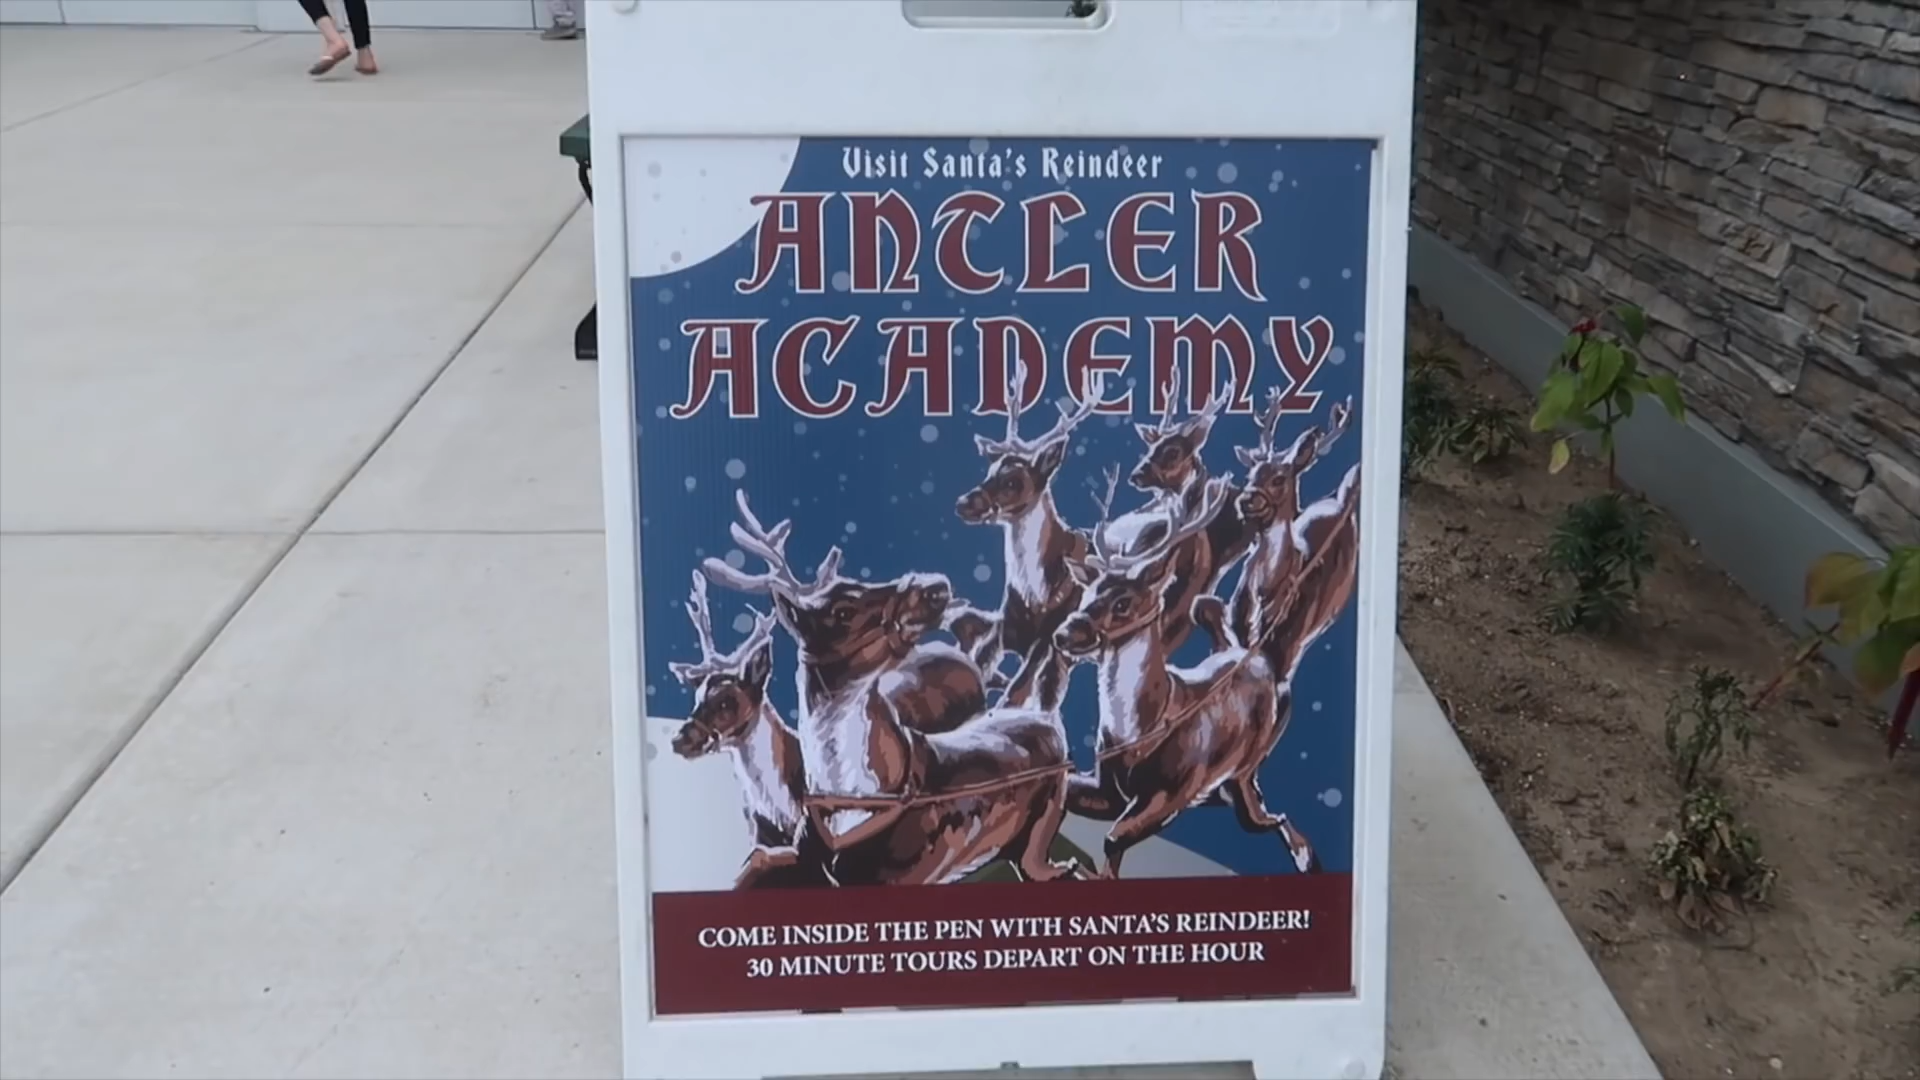 Visit Santa's Reindeer
ANTLER
ACADEMY
COME INSIDE THE PEN WITH SANTA'S REINDEER!
30 MINUTE TOURS DEPART ON THE HOUR